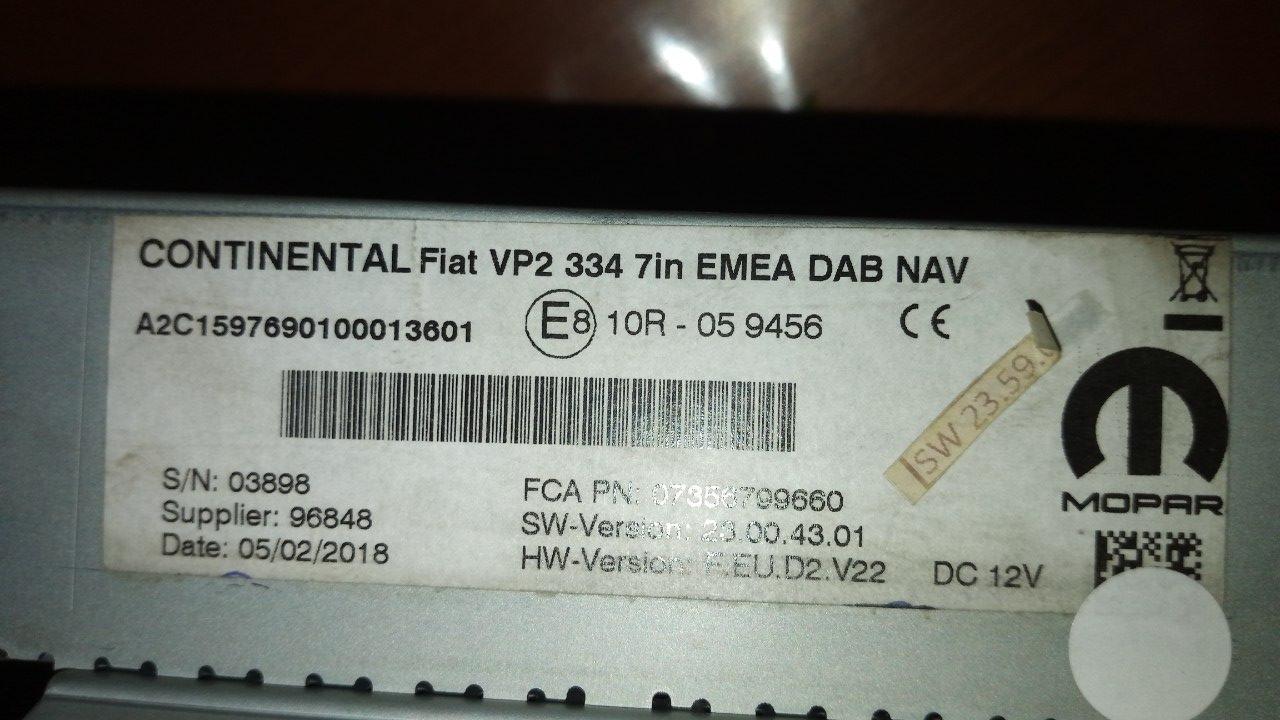 CONTINENTAL Fiat VP2 334 7in EMEA DAB NAV
A2C1597690100013601
E8 10R - 05 9456
CE
SW 23.59.
MOPAR
S/N: 03898
Supplier: 96848
Date: 05/02/2018
FCA PN: 07356799660
SW-Version: 23.00.43.01
HW-Version: F.EU.D2.V22
DC 12V